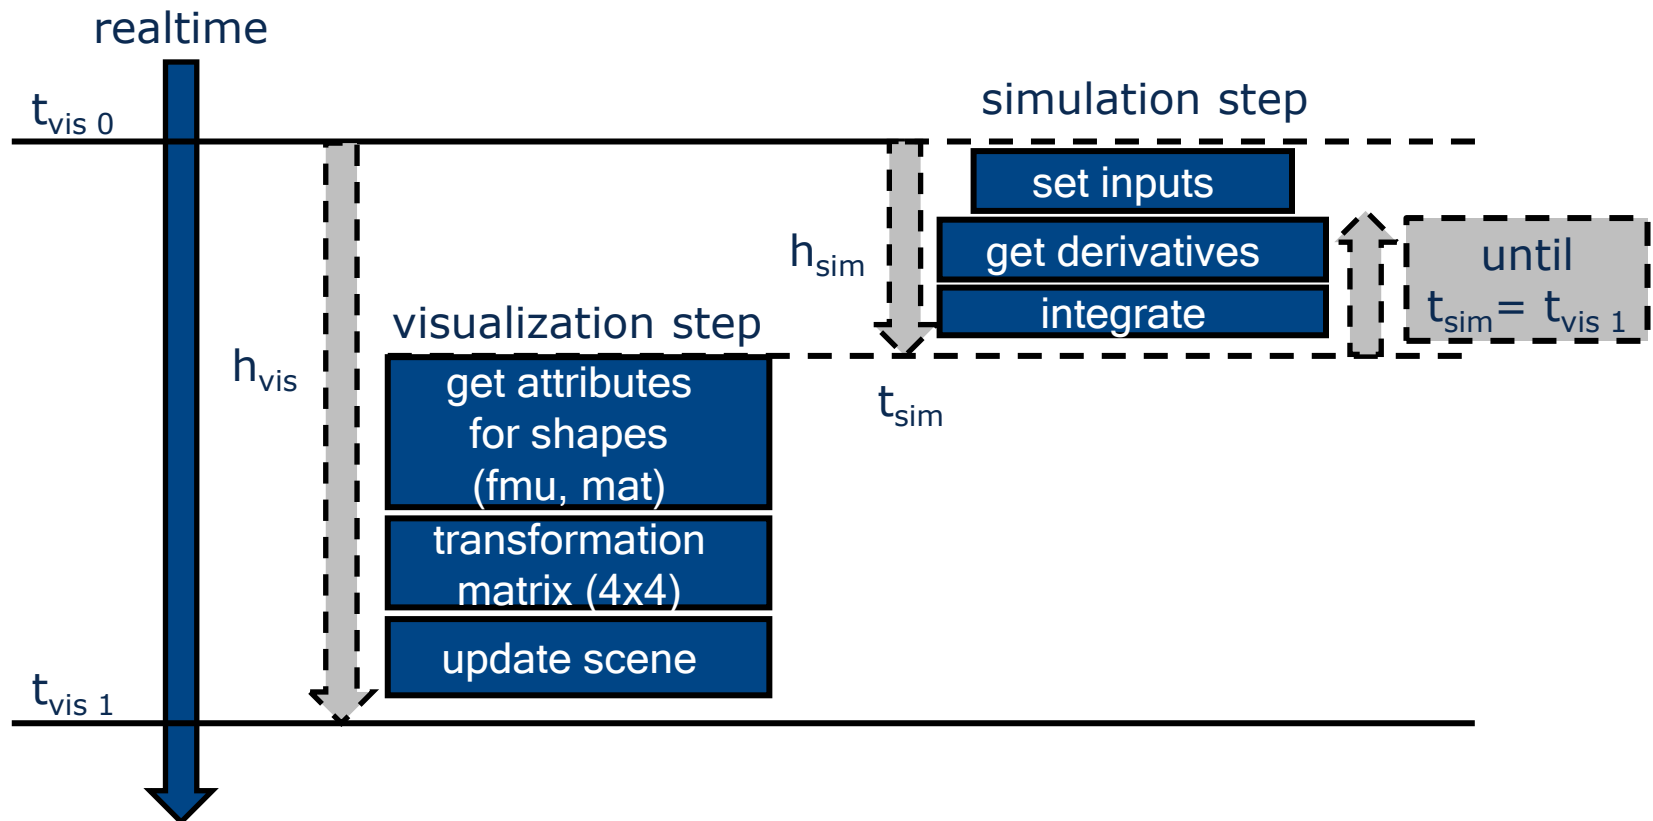 realtime
t_vis 0
simulation step
set inputs
get derivatives
integrate
h_sim
until
t_sim = t_vis 1
visualization step
h_vis
t_sim
get attributes
for shapes
(fmu, mat)
transformation
matrix (4x4)
update scene
t_vis 1